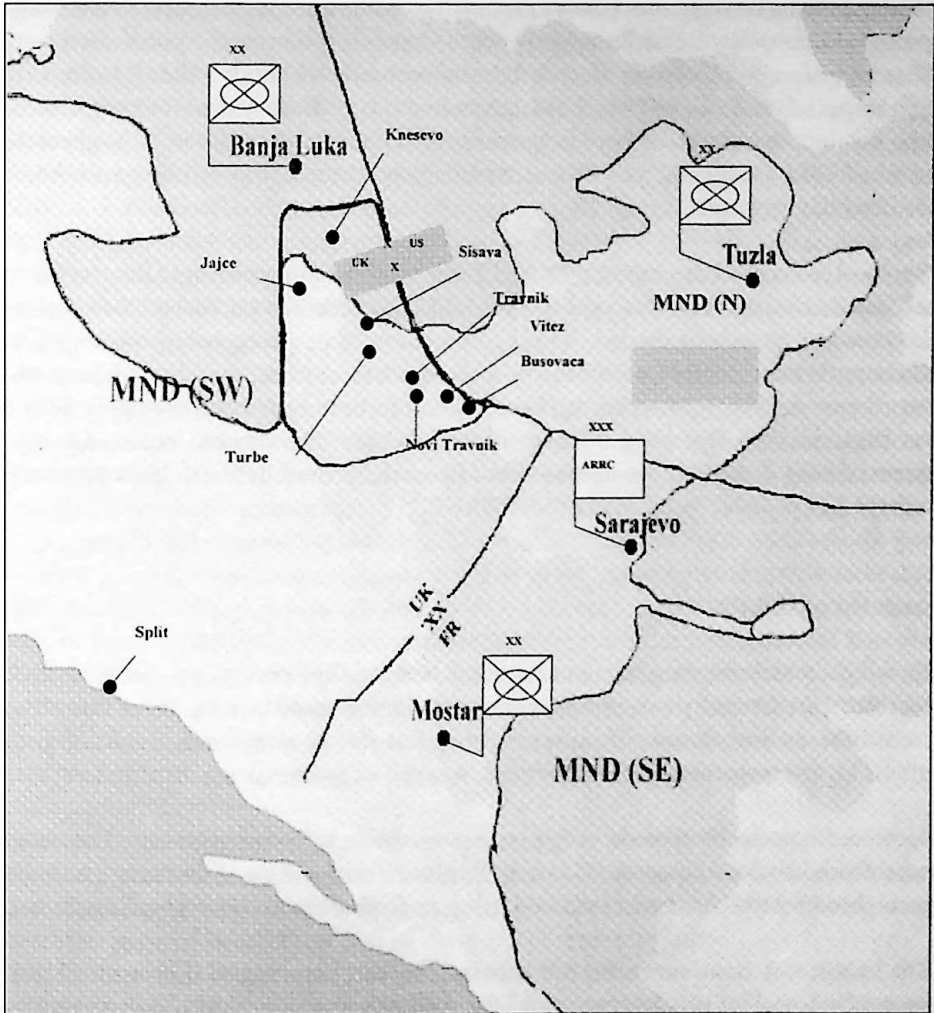 XX
Banja Luka
Knesevo
XX
Tuzla
MND (N)
US
UK
X
Sisava
Jajce
Travnik
Vitez
Busovaca
MND (SW)
Turbe
Novi Travnik
XXX
ARRC
Sarajevo
UK
XX
FR
Split
XX
Mostar
MND (SE)